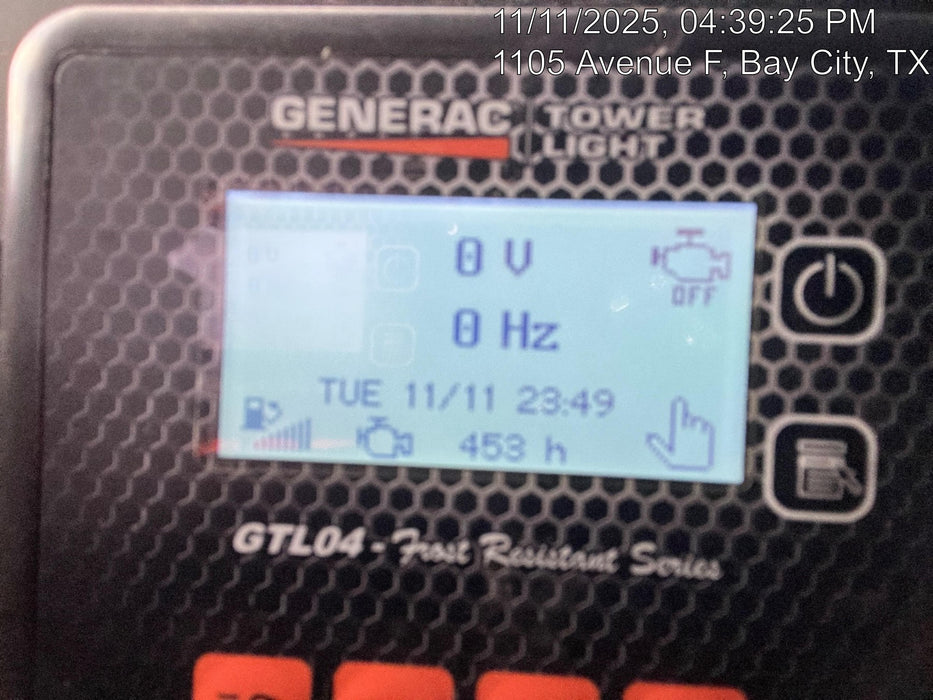 11/11/2025, 04:39:25 PM
1105 Avenue F, Bay City, TX
GENERAC TOWER
LIGHT
0 V
OFF
0 Hz
TUE 11/11 23:49
453 h
GTL04 - Frost Resistant Series